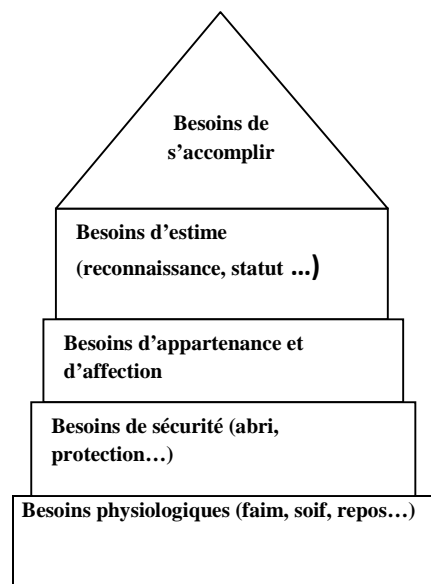 Besoins de
s’accomplir
Besoins d’estime
(reconnaissance, statut ...)
Besoins d’appartenance et
d’affection
Besoins de sécurité (abri,
protection…)
Besoins physiologiques (faim, soif, repos…)